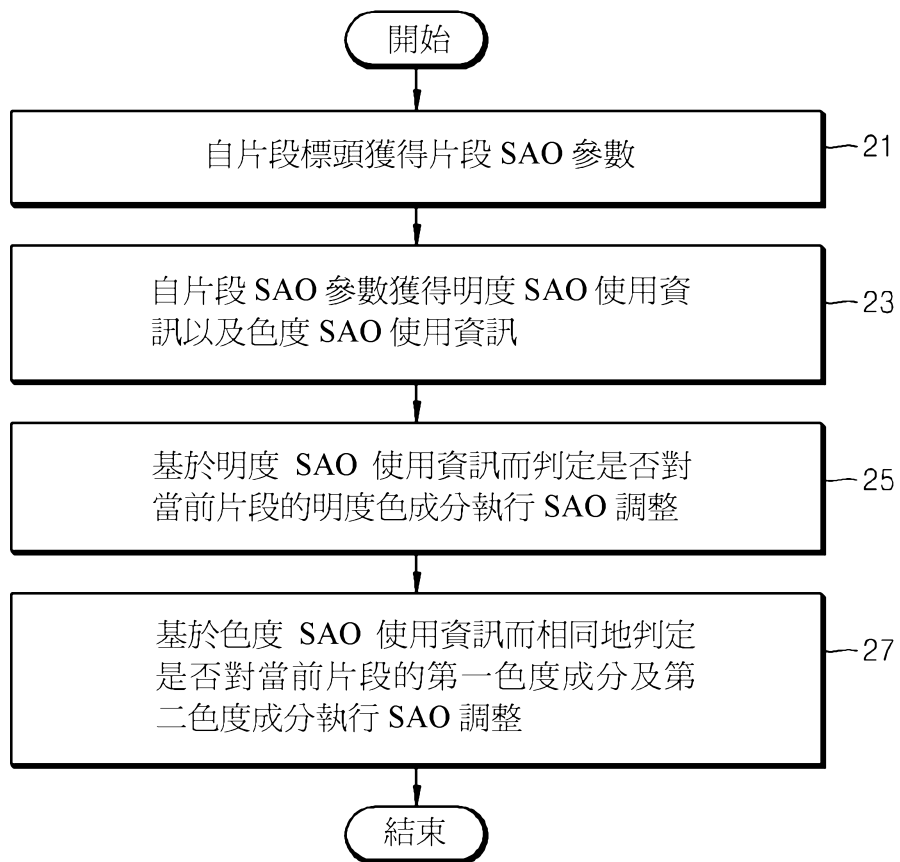 開始
自片段標頭獲得片段 SAO 參數
21
自片段 SAO 參數獲得明度 SAO 使用資
訊以及色度 SAO 使用資訊
23
基於明度 SAO 使用資訊而判定是否對
當前片段的明度色成分執行 SAO 調整
25
基於色度 SAO 使用資訊而相同地判定
是否對當前片段的第一色度成分及第
二色度成分執行 SAO 調整
27
結束